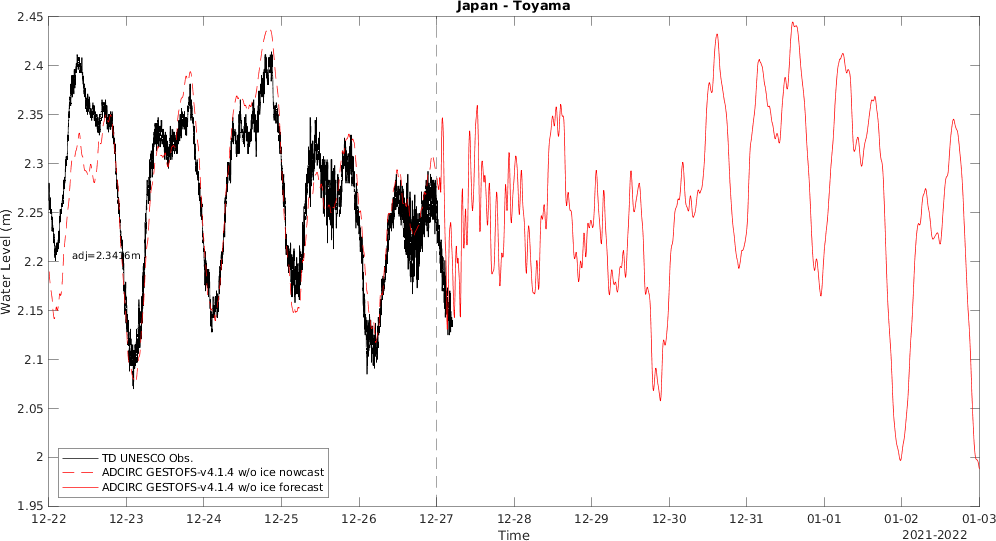 Japan - Toyama
2.45
2.4
2.35
2.3
2.25
2.2
2.15
2.1
2.05
2
1.95
Water Level (m)
adj=2.3416m
TD UNESCO Obs.
ADCIRC GESTOFS-v4.1.4 w/o ice nowcast
ADCIRC GESTOFS-v4.1.4 w/o ice forecast
12-22 12-23 12-24 12-25 12-26 12-27 12-28 12-29 12-30 12-31 01-01 01-02 01-03
Time
2021-2022